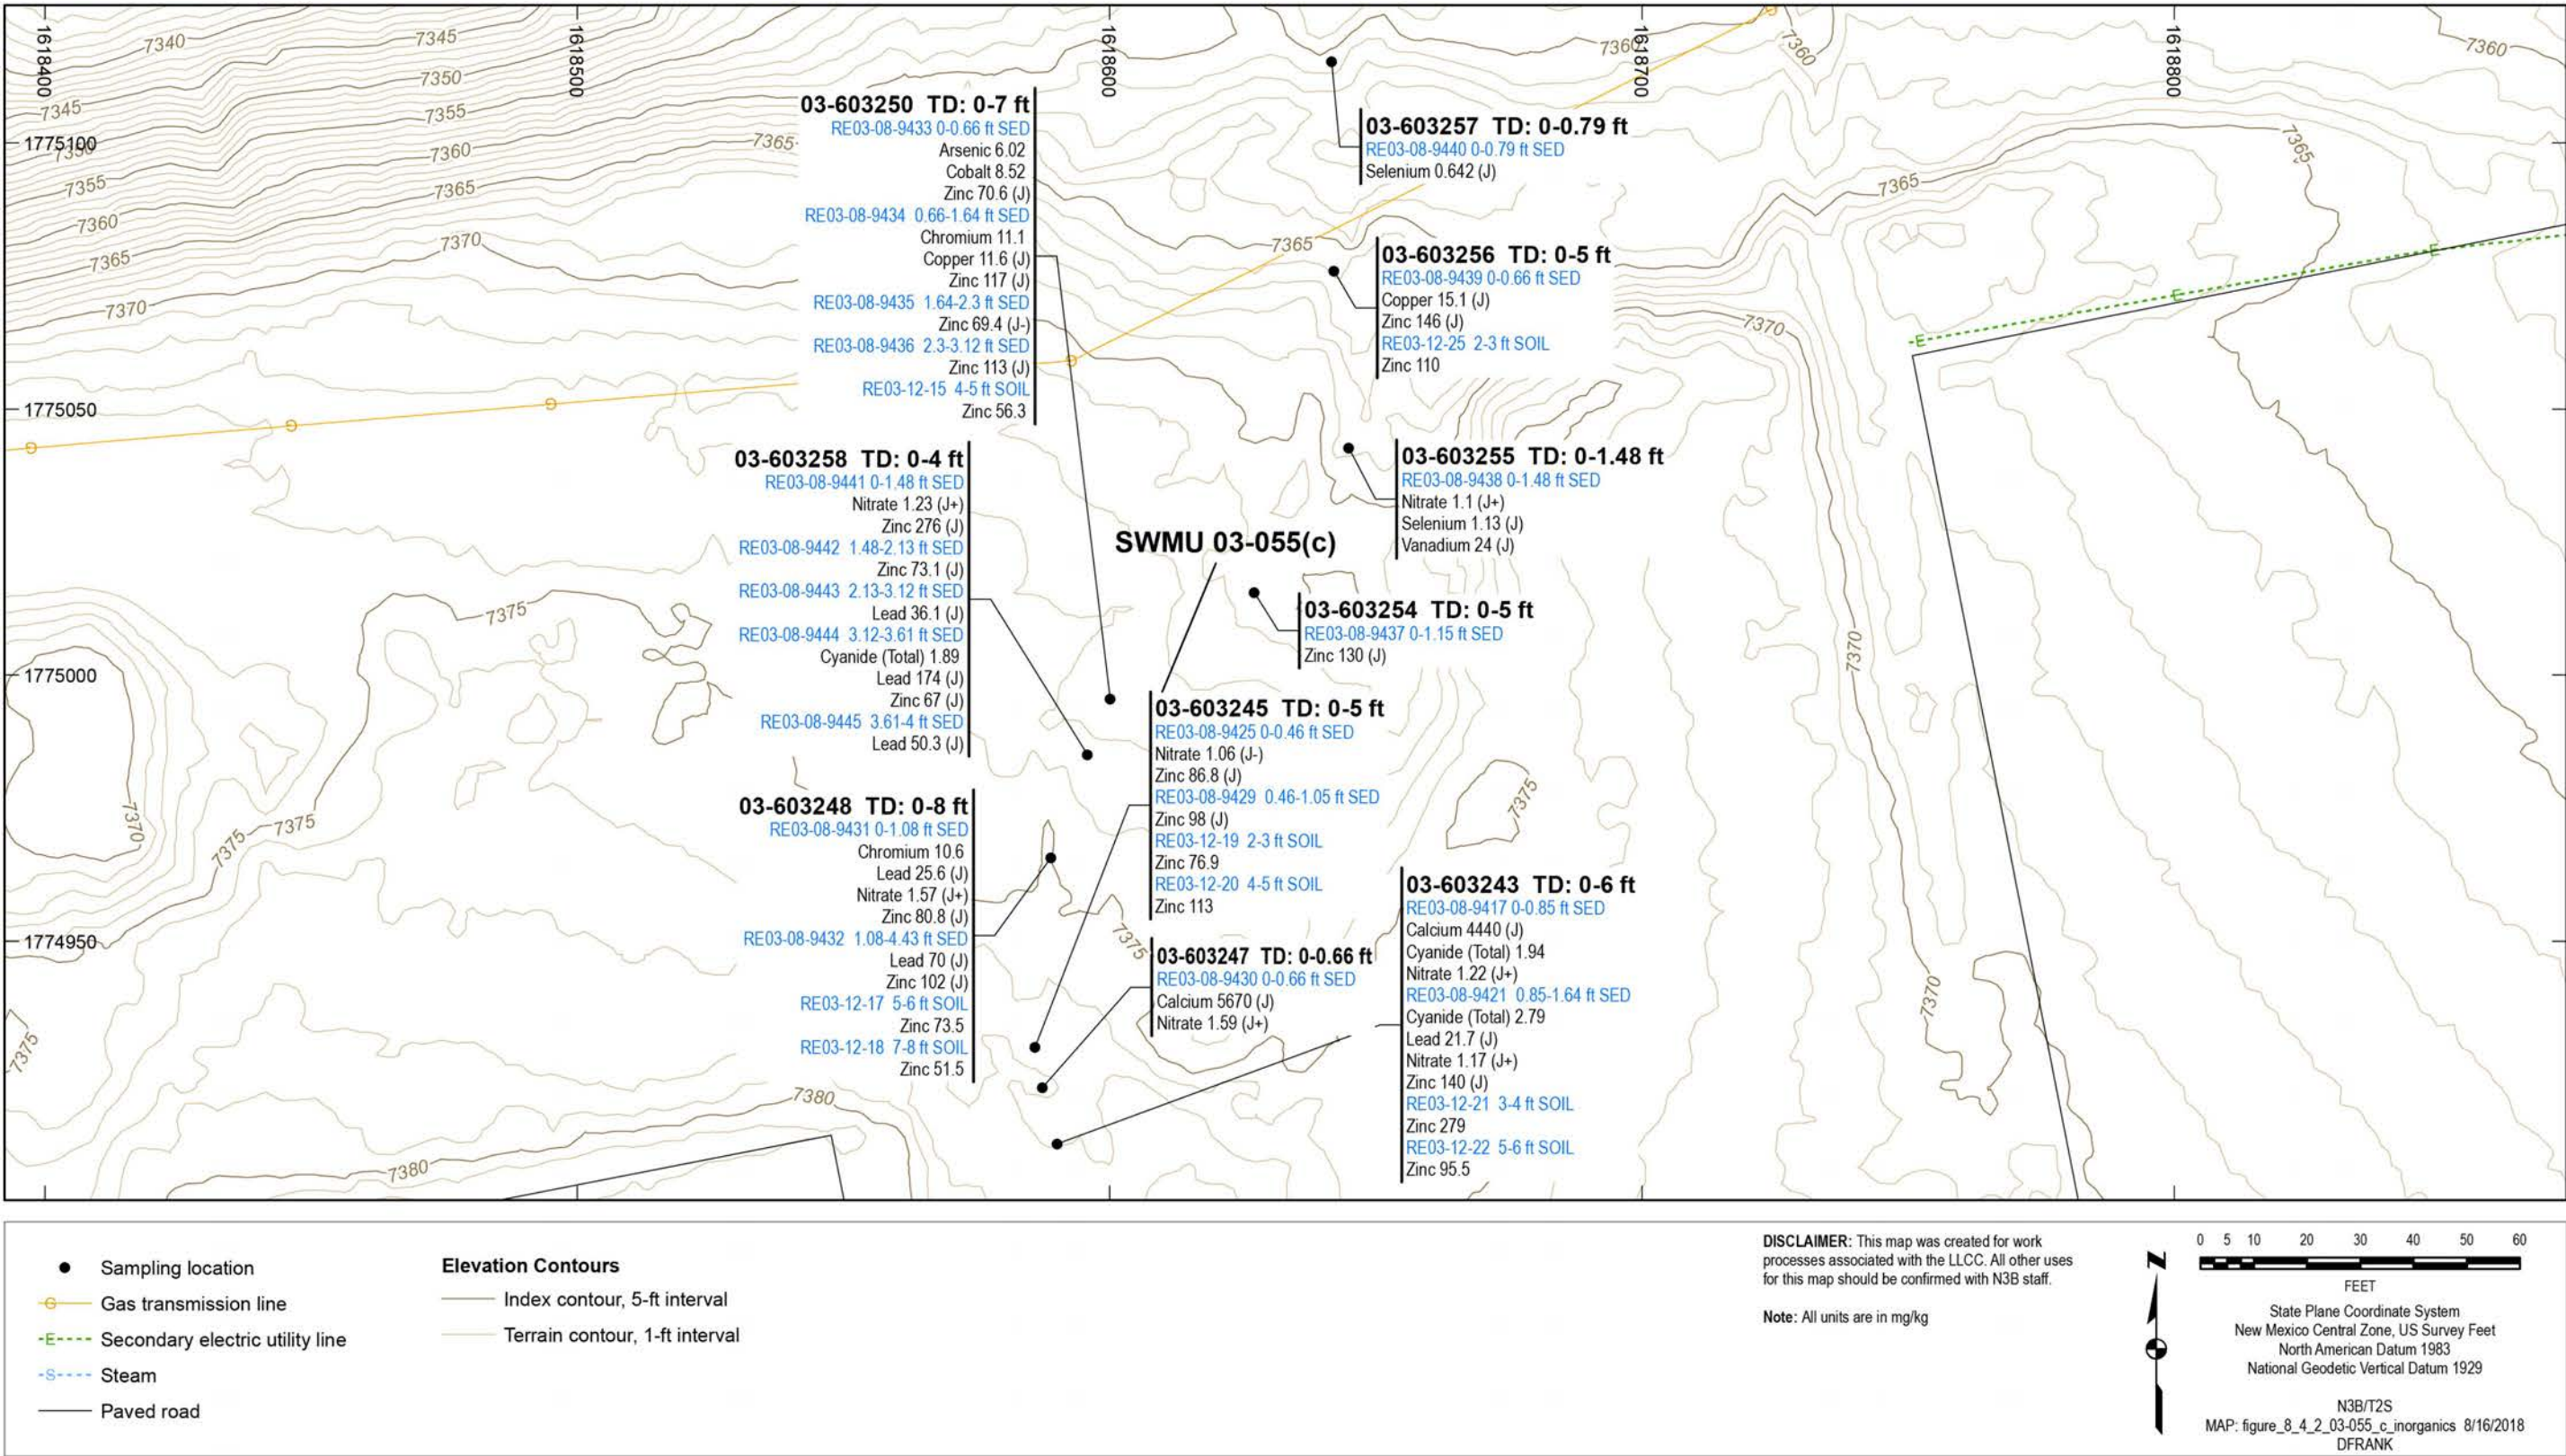 1618400
1618500
1618600
1618700
1618800
1775100
1775050
1775000
1774950
7340
7345
7350
7355
7360
7365
7345
7350
7355
7360
7365
7370
7370
7365
7360
7360
7360
7365
7365
7365
7370
7370
7370
7375
7375
7375
7370
7375
7375
7375
7380
7380
03-603250 TD: 0-7 ft
RE03-08-9433 0-0.66 ft SED
Arsenic 6.02
Cobalt 8.52
Zinc 70.6 (J)
RE03-08-9434 0.66-1.64 ft SED
Chromium 11.1
Copper 11.6 (J)
Zinc 117 (J)
RE03-08-9435 1.64-2.3 ft SED
Zinc 69.4 (J-)
RE03-08-9436 2.3-3.12 ft SED
Zinc 113 (J)
RE03-12-15 4-5 ft SOIL
Zinc 56.3
03-603257 TD: 0-0.79 ft
RE03-08-9440 0-0.79 ft SED
Selenium 0.642 (J)
03-603256 TD: 0-5 ft
RE03-08-9439 0-0.66 ft SED
Copper 15.1 (J)
Zinc 146 (J)
RE03-12-25 2-3 ft SOIL
Zinc 110
03-603258 TD: 0-4 ft
RE03-08-9441 0-1.48 ft SED
Nitrate 1.23 (J+)
Zinc 276 (J)
RE03-08-9442 1.48-2.13 ft SED
Zinc 73.1 (J)
RE03-08-9443 2.13-3.12 ft SED
Lead 36.1 (J)
RE03-08-9444 3.12-3.61 ft SED
Cyanide (Total) 1.89
Lead 174 (J)
Zinc 67 (J)
RE03-08-9445 3.61-4 ft SED
Lead 50.3 (J)
03-603255 TD: 0-1.48 ft
RE03-08-9438 0-1.48 ft SED
Nitrate 1.1 (J+)
Selenium 1.13 (J)
Vanadium 24 (J)
SWMU 03-055(c)
03-603254 TD: 0-5 ft
RE03-08-9437 0-1.15 ft SED
Zinc 130 (J)
03-603245 TD: 0-5 ft
RE03-08-9425 0-0.46 ft SED
Nitrate 1.06 (J-)
Zinc 86.8 (J)
RE03-08-9429 0.46-1.05 ft SED
Zinc 98 (J)
RE03-12-19 2-3 ft SOIL
Zinc 76.9
RE03-12-20 4-5 ft SOIL
Zinc 113
03-603248 TD: 0-8 ft
RE03-08-9431 0-1.08 ft SED
Chromium 10.6
Lead 25.6 (J)
Nitrate 1.57 (J+)
Zinc 80.8 (J)
RE03-08-9432 1.08-4.43 ft SED
Lead 70 (J)
Zinc 102 (J)
RE03-12-17 5-6 ft SOIL
Zinc 73.5
RE03-12-18 7-8 ft SOIL
Zinc 51.5
03-603247 TD: 0-0.66 ft
RE03-08-9430 0-0.66 ft SED
Calcium 5670 (J)
Nitrate 1.59 (J+)
03-603243 TD: 0-6 ft
RE03-08-9417 0-0.85 ft SED
Calcium 4440 (J)
Cyanide (Total) 1.94
Nitrate 1.22 (J+)
RE03-08-9421 0.85-1.64 ft SED
Cyanide (Total) 2.79
Lead 21.7 (J)
Nitrate 1.17 (J+)
Zinc 140 (J)
RE03-12-21 3-4 ft SOIL
Zinc 279
RE03-12-22 5-6 ft SOIL
Zinc 95.5
Sampling location
G Gas transmission line
E Secondary electric utility line
S Steam
Paved road
Elevation Contours
Index contour, 5-ft interval
Terrain contour, 1-ft interval
DISCLAIMER: This map was created for work
processes associated with the LLCC. All other uses
for this map should be confirmed with N3B staff.
Note: All units are in mg/kg
N
0 5 10 20 30 40 50 60
FEET
State Plane Coordinate System
New Mexico Central Zone, US Survey Feet
North American Datum 1983
National Geodetic Vertical Datum 1929
N3B/T2S
MAP: figure_8_4_2_03-055_c_inorganics 8/16/2018
DFRANK